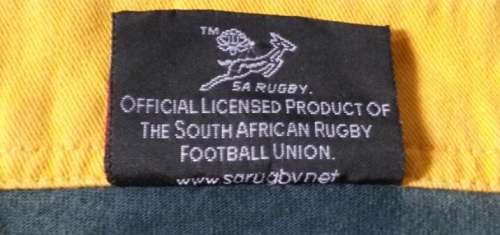 TM
SA RUGBY.
OFFICIAL LICENSED PRODUCT OF
THE SOUTH AFRICAN RUGBY
FOOTBALL UNION.
www.sarugby.net